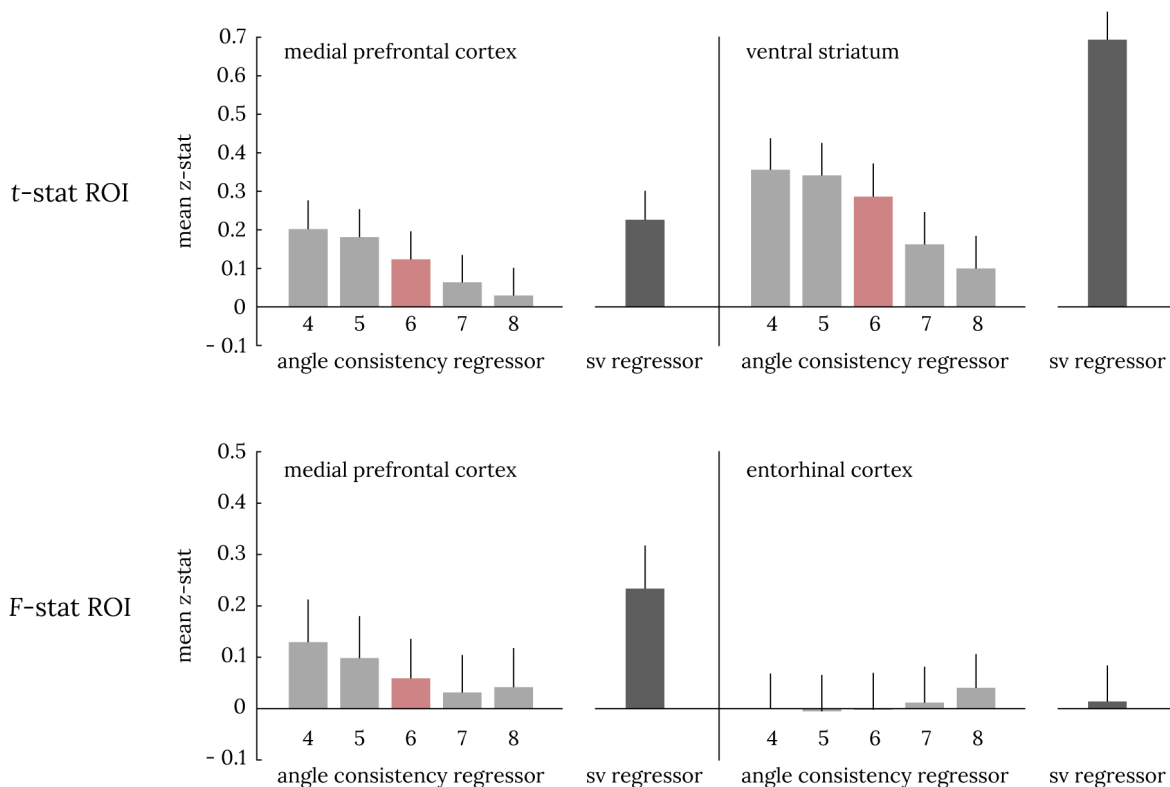 t-stat ROI
mean z-stat
0.7
0.6
0.5
0.4
0.3
0.2
0.1
0
- 0.1
medial prefrontal cortex
4 5 6 7 8
angle consistency regressor
sv regressor
ventral striatum
4 5 6 7 8
angle consistency regressor
sv regressor
F-stat ROI
mean z-stat
0.5
0.4
0.3
0.2
0.1
0
- 0.1
medial prefrontal cortex
4 5 6 7 8
angle consistency regressor
sv regressor
entorhinal cortex
4 5 6 7 8
angle consistency regressor
sv regressor